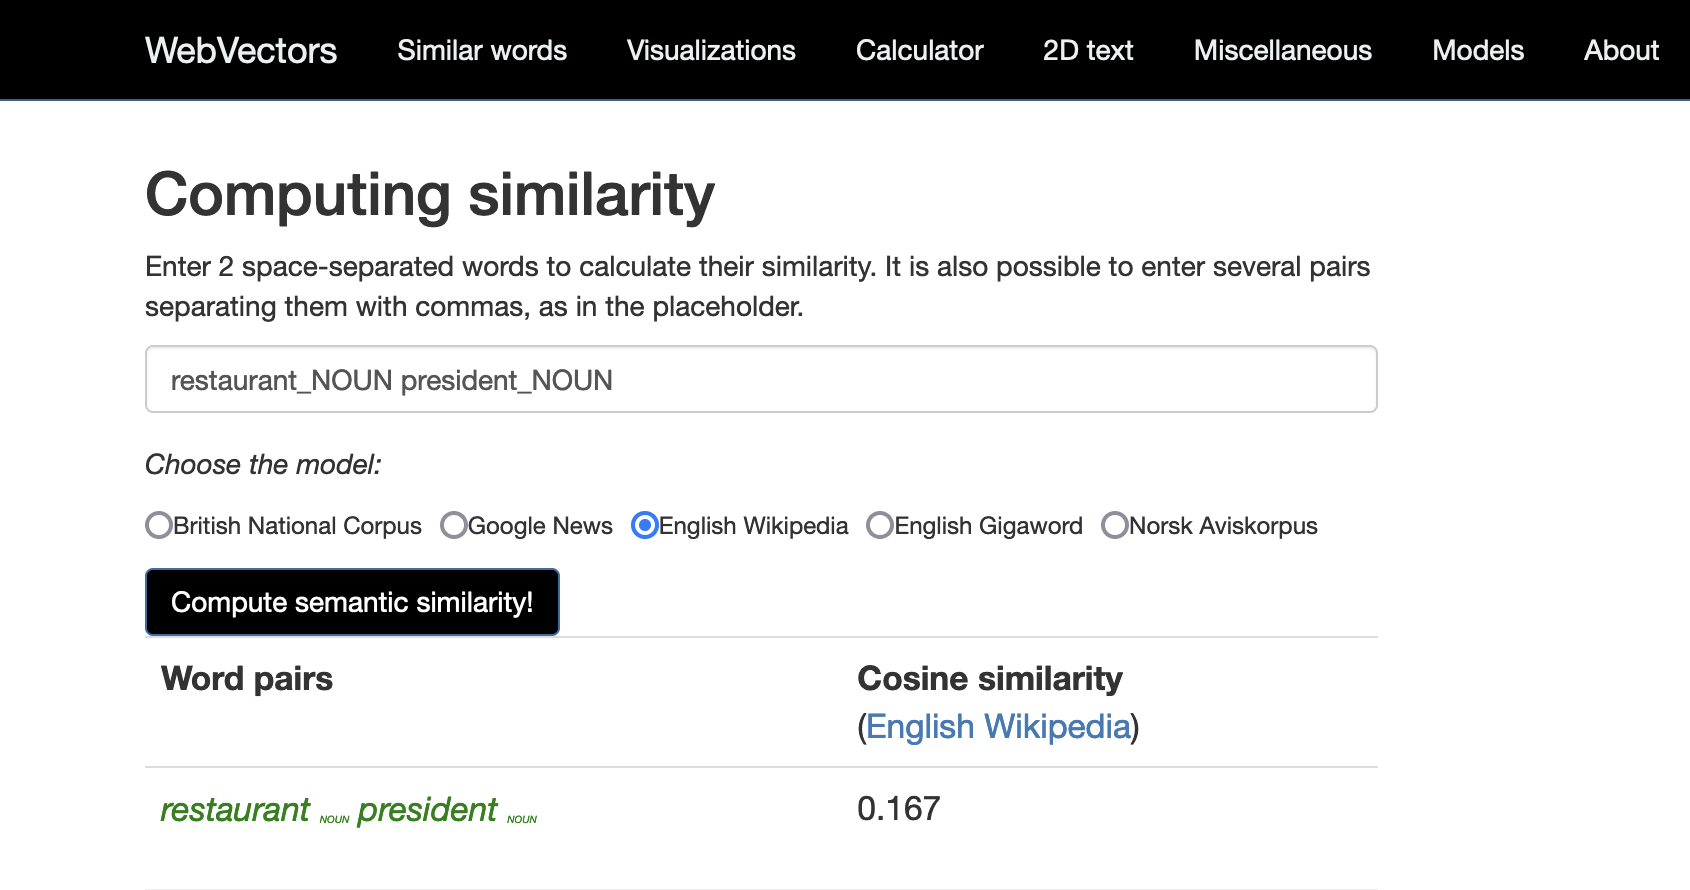 WebVectors Similar words Visualizations Calculator 2D text Miscellaneous Models About
Computing similarity
Enter 2 space-separated words to calculate their similarity. It is also possible to enter several pairs
separating them with commas, as in the placeholder.
restaurant_NOUN president_NOUN
Choose the model:
British National Corpus Google News English Wikipedia English Gigaword Norsk Aviskorpus
Compute semantic similarity!
Word pairs Cosine similarity
(English Wikipedia)
restaurant NOUN president NOUN 0.167